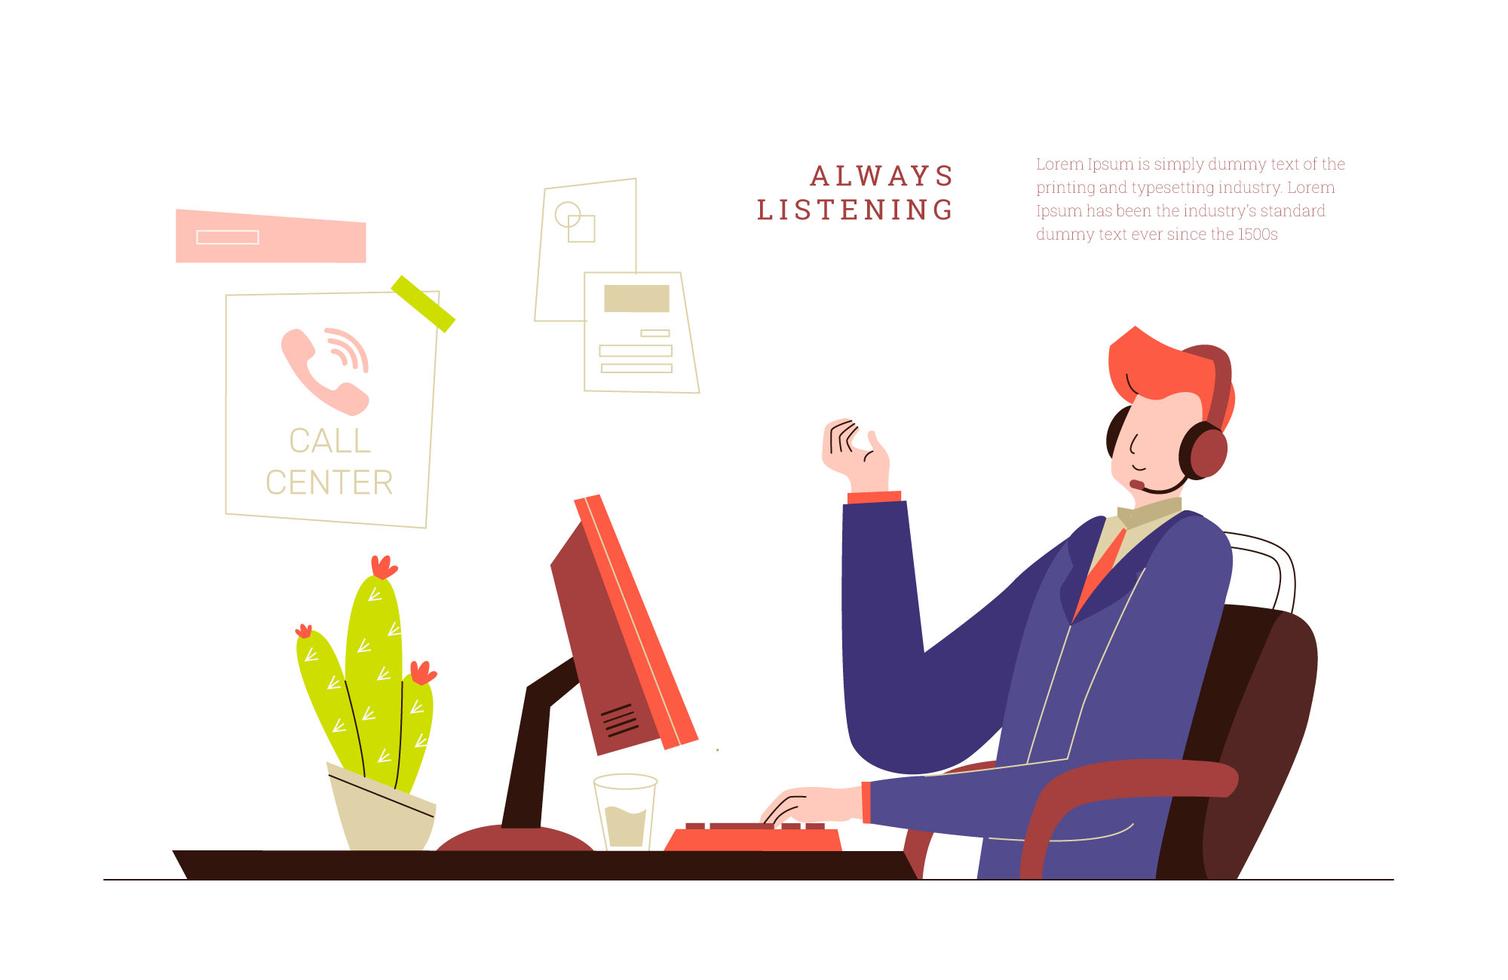 ALWAYS
LISTENING
Lorem Ipsum is simply dummy text of the
printing and typesetting industry. Lorem
Ipsum has been the industry's standard
dummy text ever since the 1500s
CALL
CENTER